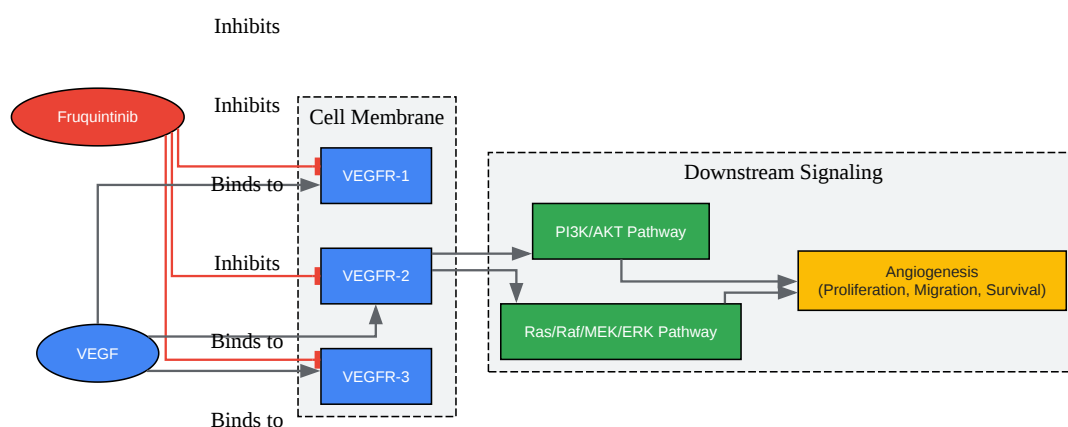 Inhibits
Inhibits
Fruquintinib
Cell Membrane
VEGFR-1
Binds to
Downstream Signaling
PI3K/AKT Pathway
Inhibits
VEGFR-2
Angiogenesis
(Proliferation, Migration, Survival)
Ras/Raf/MEK/ERK Pathway
Binds to
VEGF
VEGFR-3
Binds to